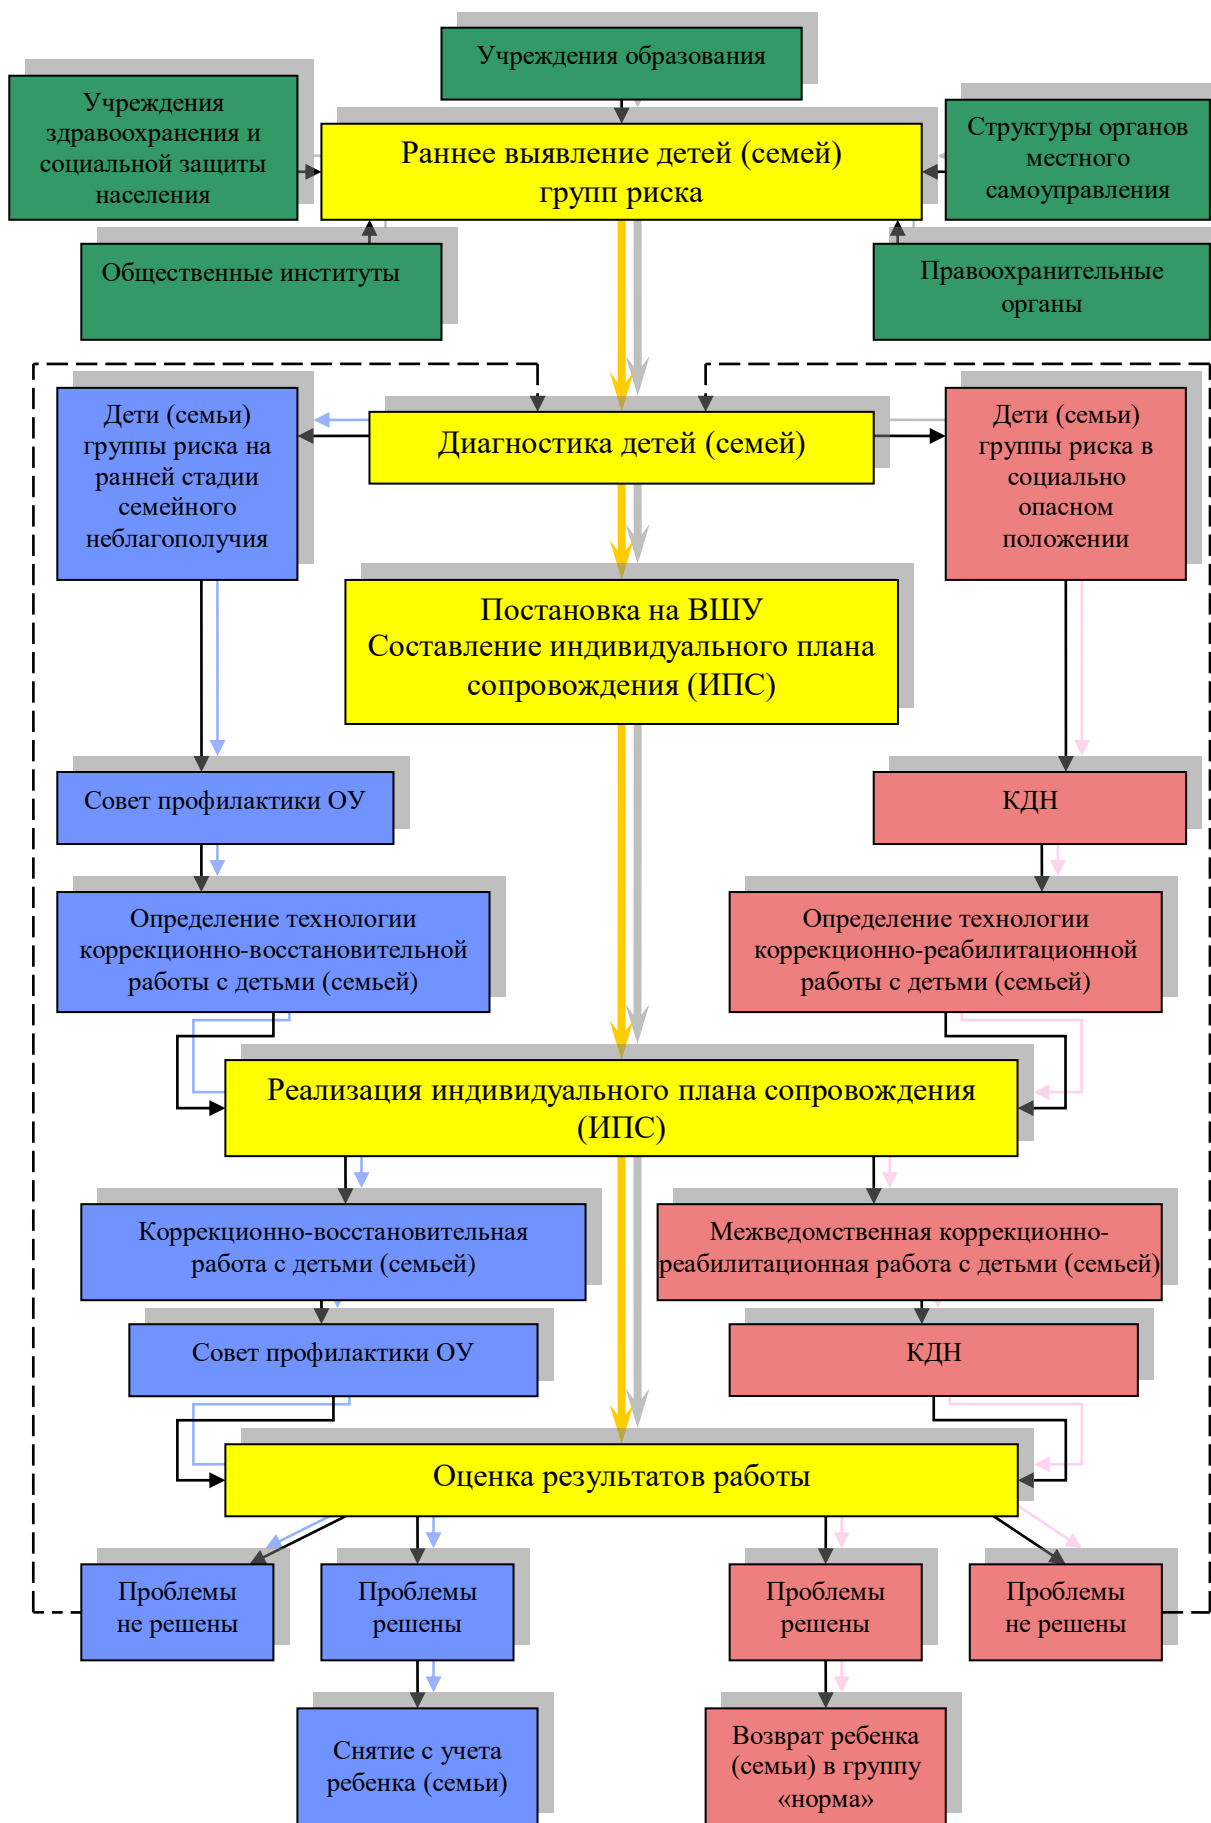 Учреждения образования
Учреждения
здравоохранения и
социальной защиты
населения
Раннее выявление детей (семей)
групп риска
Структуры органов
местного
самоуправления
Общественные институты
Правоохранительные
органы
Дети (семьи)
группы риска на
ранней стадии
семейного
неблагополучия
Диагностика детей (семей)
Дети (семьи)
группы риска в
социально
опасном
положении
Постановка на ВШУ
Составление индивидуального плана
сопровождения (ИПС)
Совет профилактики ОУ
КДН
Определение технологии
коррекционно-восстановительной
работы с детьми (семьей)
Определение технологии
коррекционно-реабилитационной
работы с детьми (семьей)
Реализация индивидуального плана сопровождения
(ИПС)
Коррекционно-восстановительная
работа с детьми (семьей)
Межведомственная коррекционно-
реабилитационная работа с детьми (семьей)
Совет профилактики ОУ
КДН
Оценка результатов работы
Проблемы
не решены
Проблемы
решены
Проблемы
решены
Проблемы
не решены
Снятие с учета
ребенка (семьи)
Возврат ребенка
(семьи) в группу
«норма»